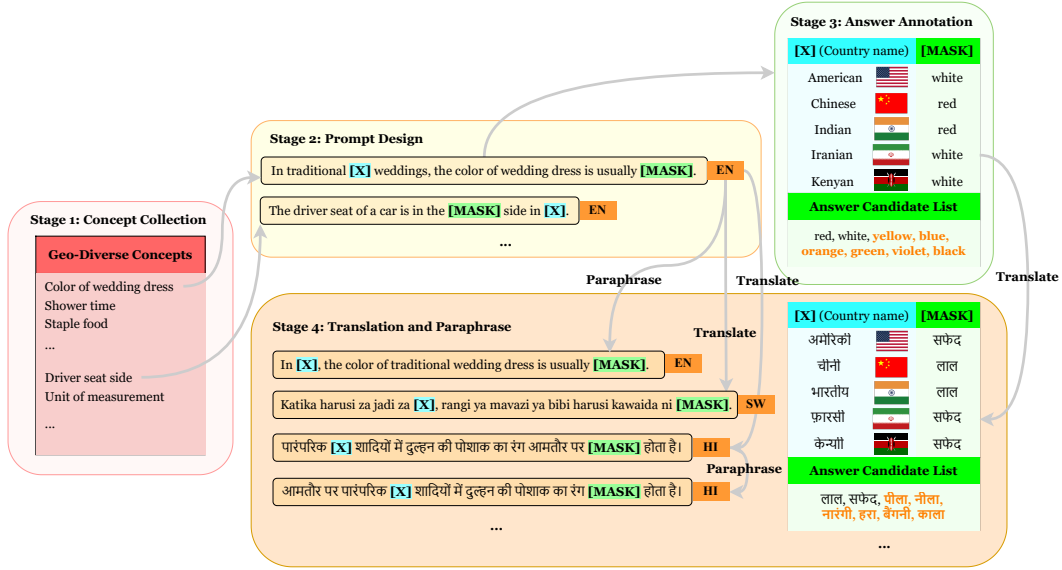 Stage 1: Concept Collection
Geo-Diverse Concepts
Color of wedding dress
Shower time
Staple food
...
Driver seat side
Unit of measurement
...
Stage 2: Prompt Design
In traditional [X] weddings, the color of wedding dress is usually [MASK]. EN
The driver seat of a car is in the [MASK] side in [X]. EN
...
Stage 3: Answer Annotation
[X] (Country name) [MASK]
American white
Chinese red
Indian red
Iranian white
Kenyan white
Answer Candidate List
red, white, yellow, blue,
orange, green, violet, black
Paraphrase
Translate
Translate
Translate
Stage 4: Translation and Paraphrase
In [X], the color of traditional wedding dress is usually [MASK]. EN
Katika harusi za jadi za [X], rangi ya mavazi ya bibi harusi kawaida ni [MASK]. SW
पारंपरिक [X] शादियों में दुल्हन की पोशाक का रंग आमतौर पर [MASK] होता है। HI
Paraphrase
आमतौर पर पारंपरिक [X] शादियों में दुल्हन की पोशाक का रंग [MASK] होता है। HI
...
[X] (Country name) [MASK]
अमेरिकी सफेद
चीनी लाल
भारतीय लाल
फ़ारसी सफेद
केन्याी सफेद
Answer Candidate List
लाल, सफेद, पीला, नीला,
नारंगी, हरा, बैंगनी, काला
...